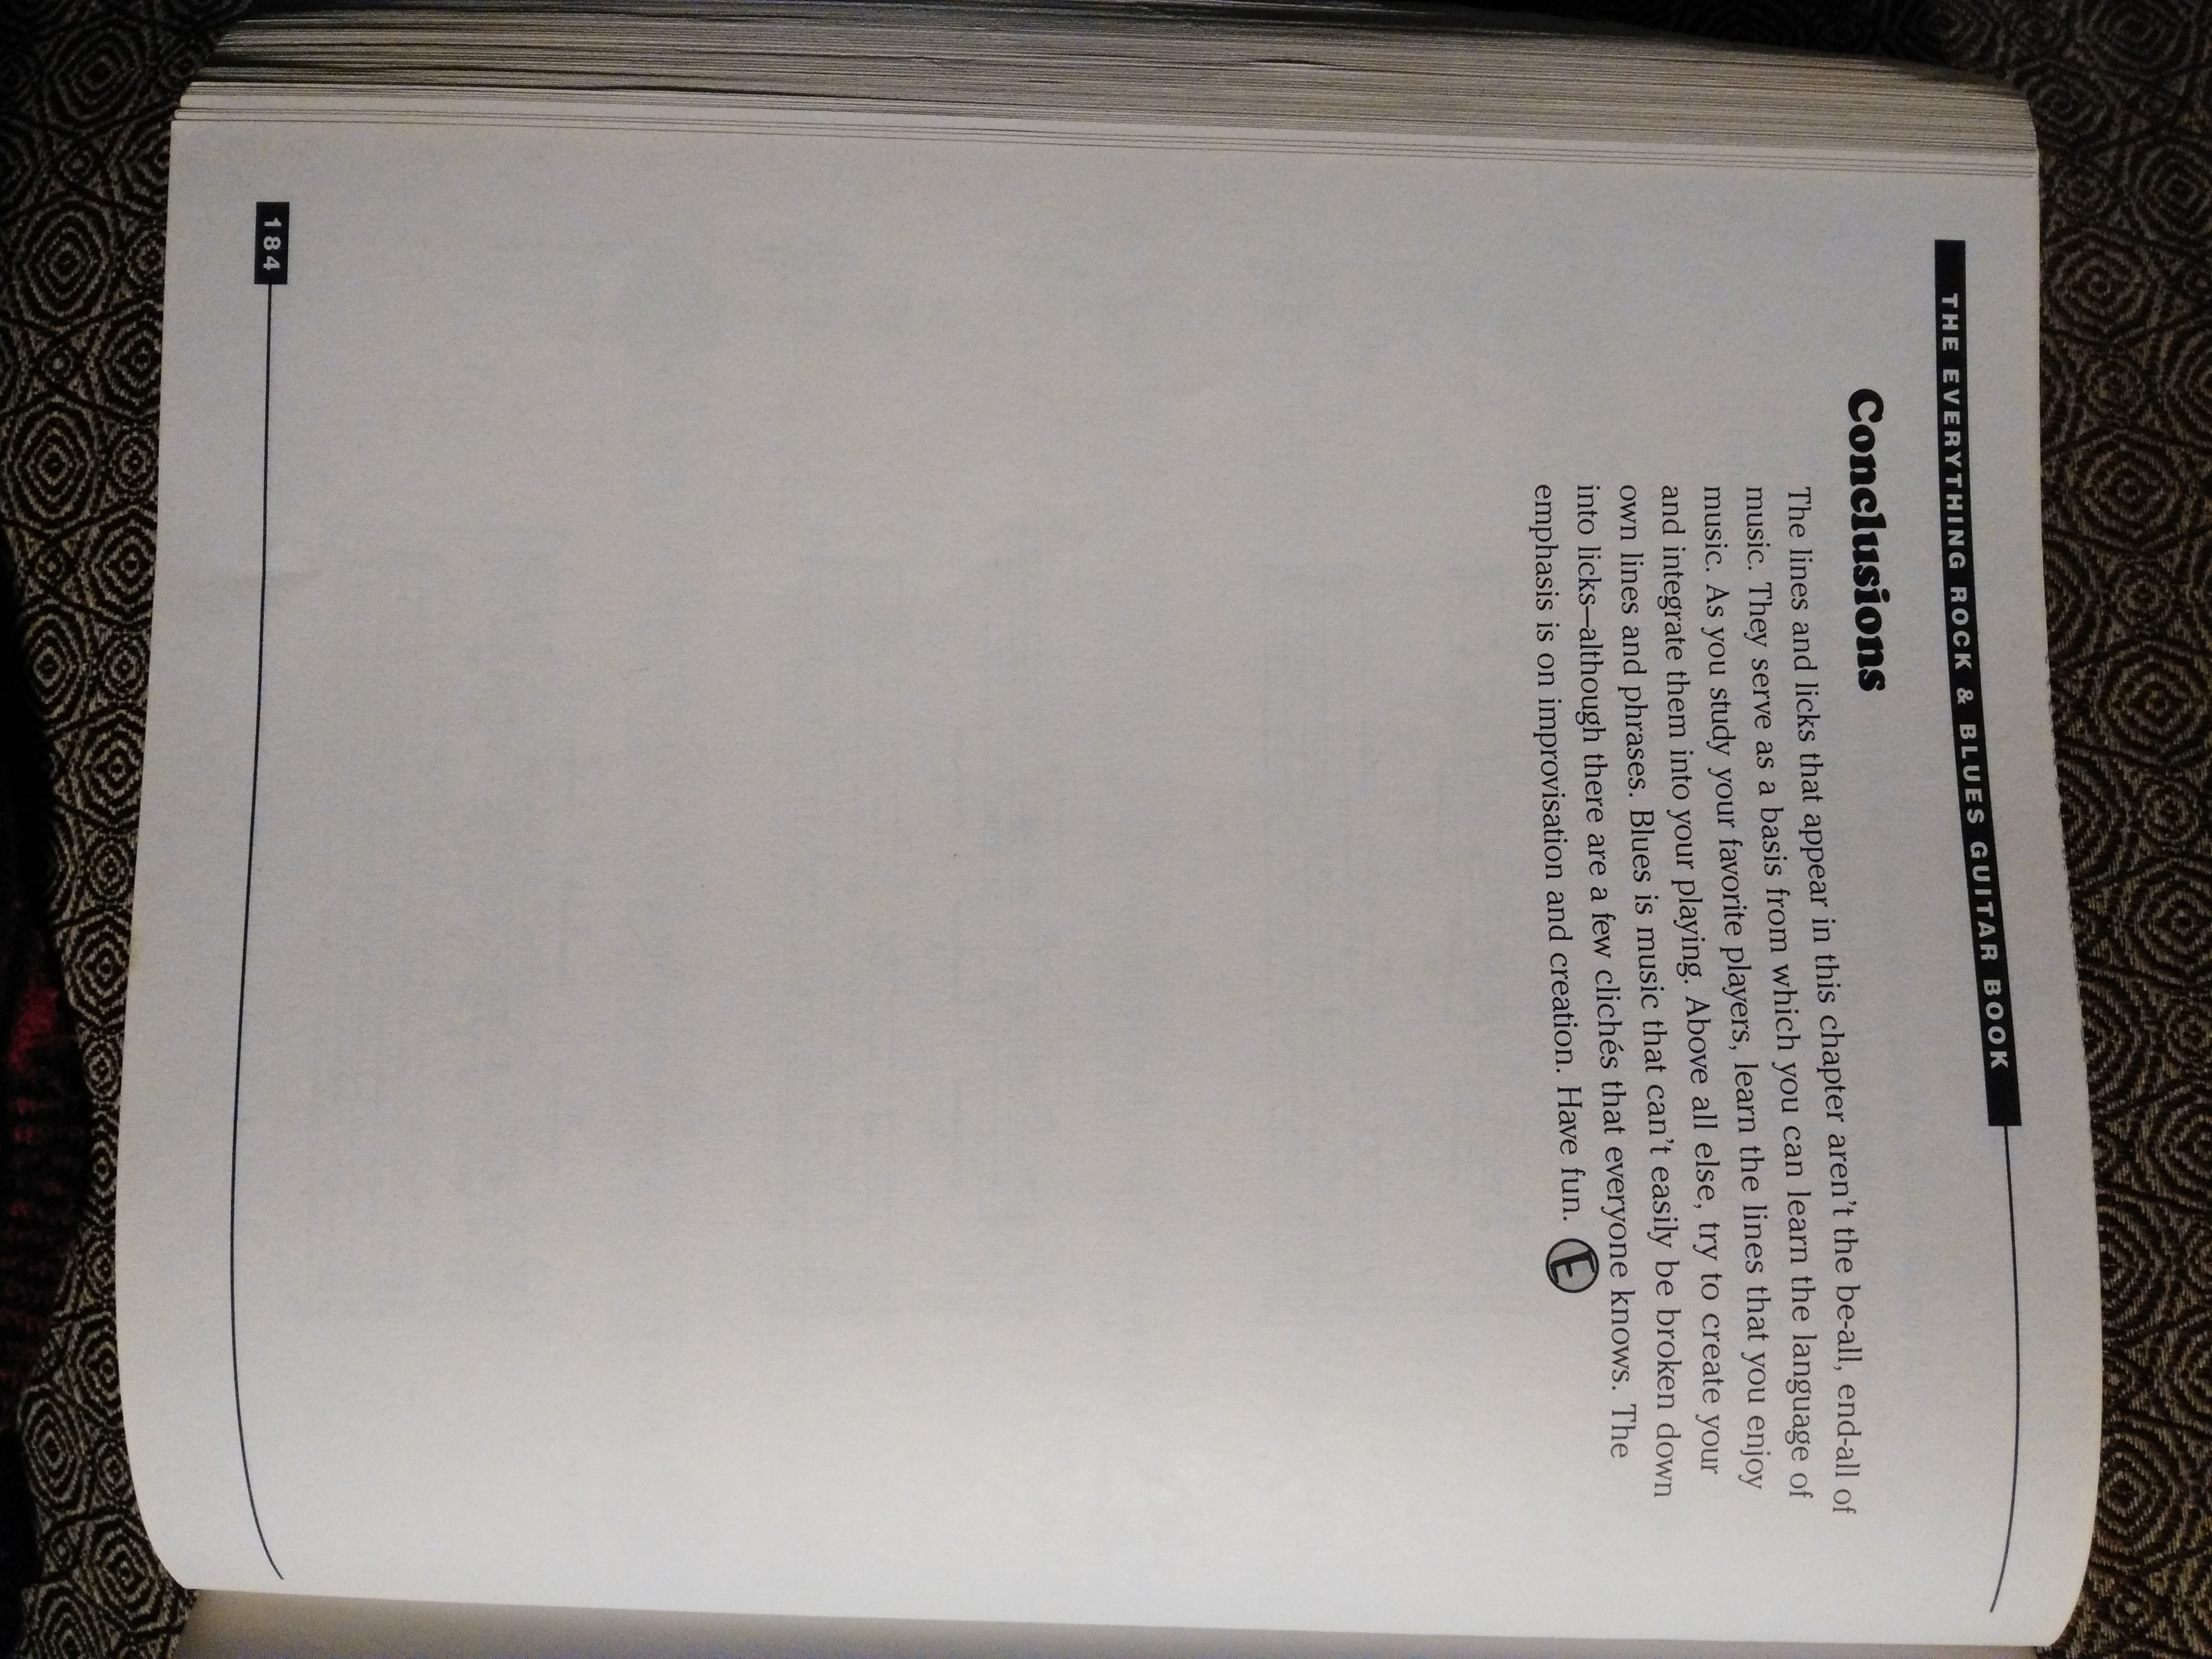 THE EVERYTHING ROCK & BLUES GUITAR BOOK
Conclusions
The lines and licks that appear in this chapter aren't the be-all, end-all of
music. They serve as a basis from which you can learn the language of
music. As you study your favorite players, learn the lines that you enjoy
and integrate them into your playing. Above all else, try to create your
own lines and phrases. Blues is music that can't easily be broken down
into licks—although there are a few clichés that everyone knows. The
emphasis is on improvisation and creation. Have fun. E
184